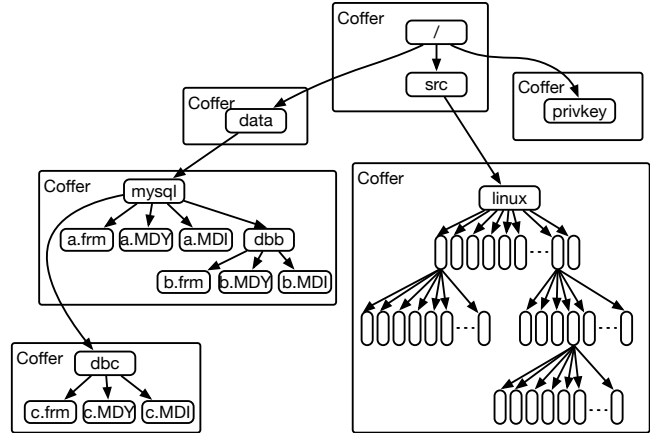 Coffer
/
src
Coffer
privkey
Coffer
data
Coffer
mysql
a.frm
a.MDY
a.MDI
dbb
b.frm
b.MDY
b.MDI
Coffer
linux
Coffer
dbc
c.frm
c.MDY
c.MDI